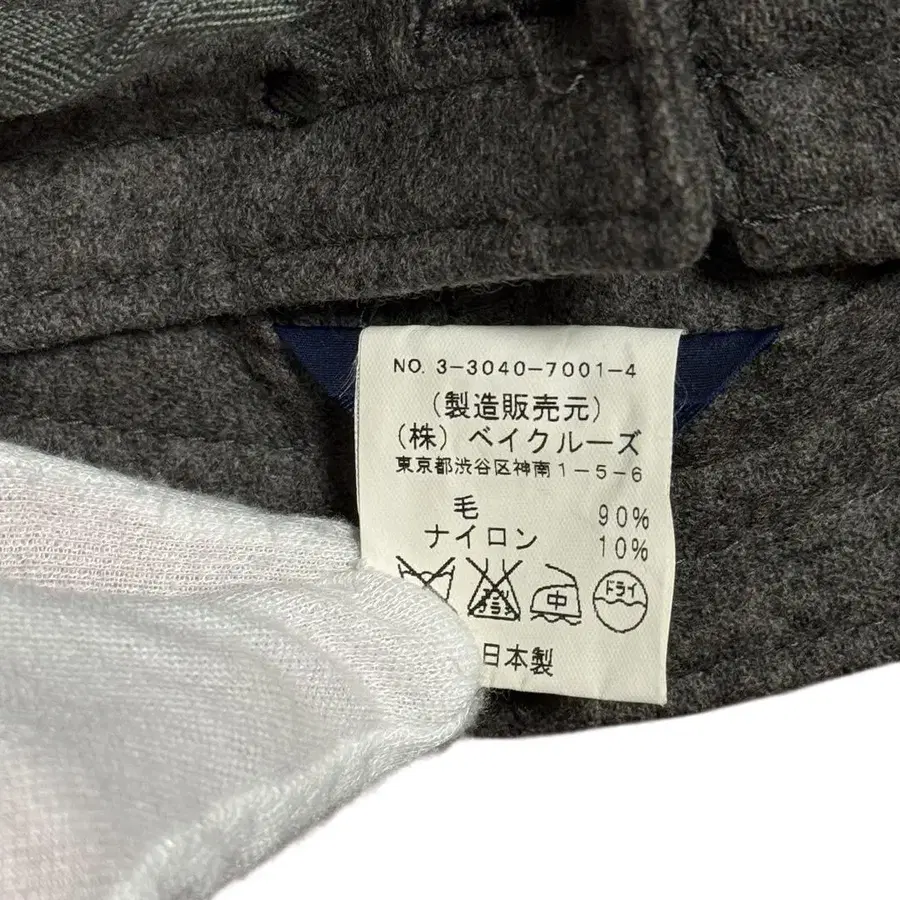 NO. 3-3040-7001-4
(製造販売元)
(株) ベイクルーズ
東京都渋谷区神南1-5-6
毛 90%
ナイロン 10%
中 ドライ
日本製